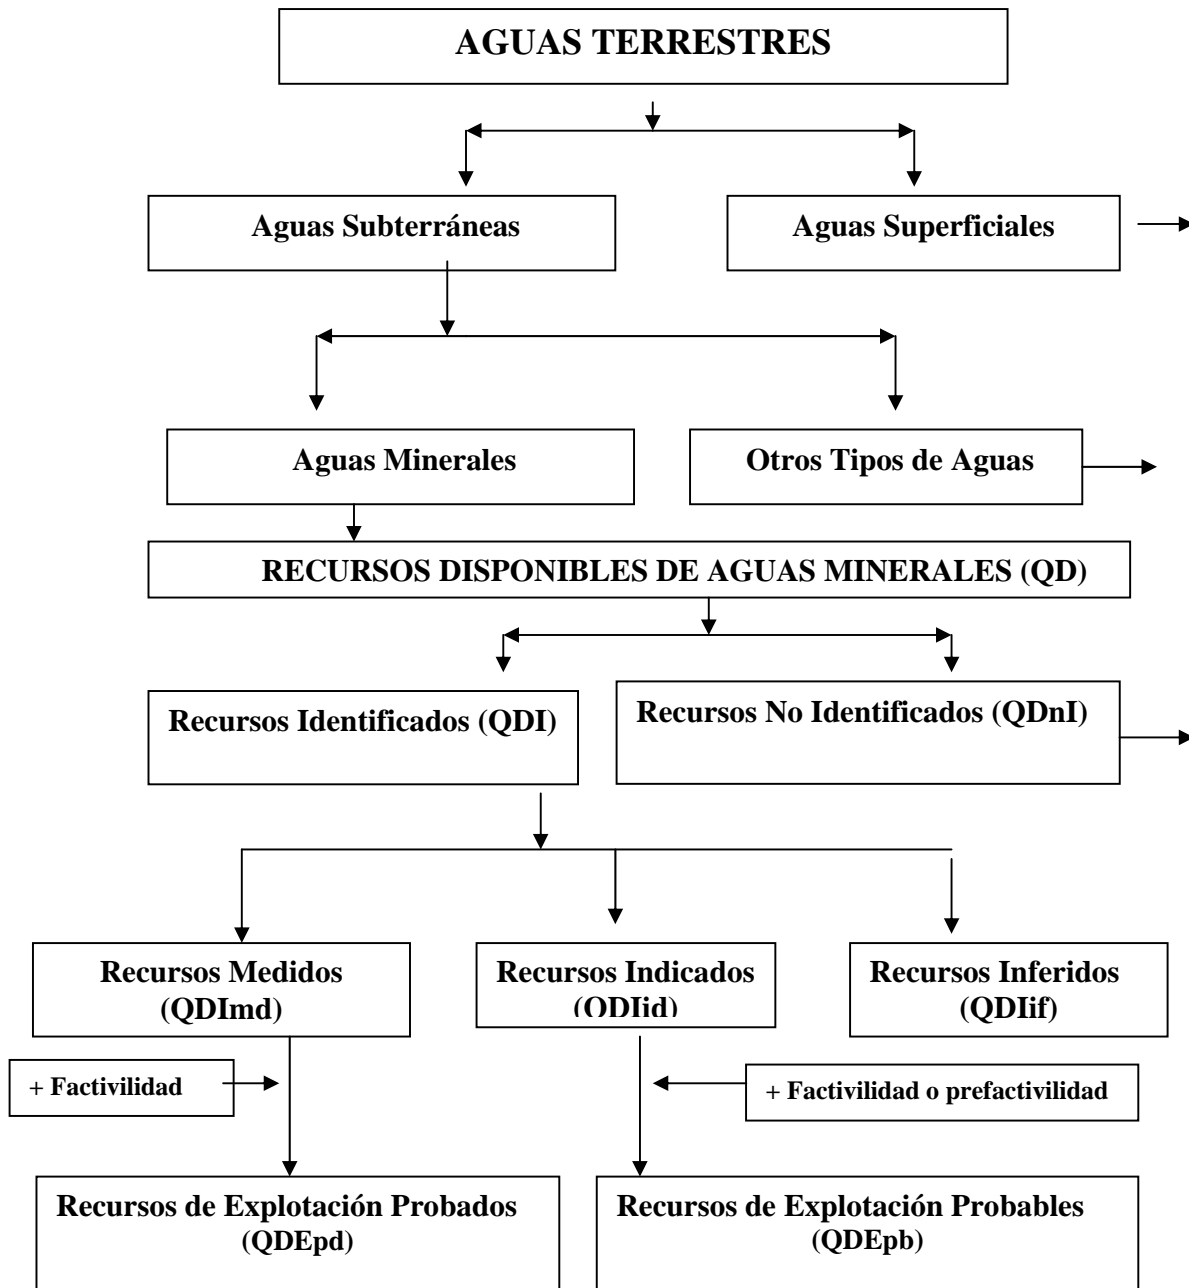 AGUAS TERRESTRES
Aguas Subterráneas
Aguas Superficiales
Aguas Minerales
Otros Tipos de Aguas
RECURSOS DISPONIBLES DE AGUAS MINERALES (QD)
Recursos Identificados (QDI)
Recursos No Identificados (QDnI)
Recursos Medidos
(QDImd)
Recursos Indicados
(QDIid)
Recursos Inferidos
(QDIif)
+ Factivilidad
+ Factivilidad o prefactivilidad
Recursos de Explotación Probados
(QDEpd)
Recursos de Explotación Probables
(QDEpb)